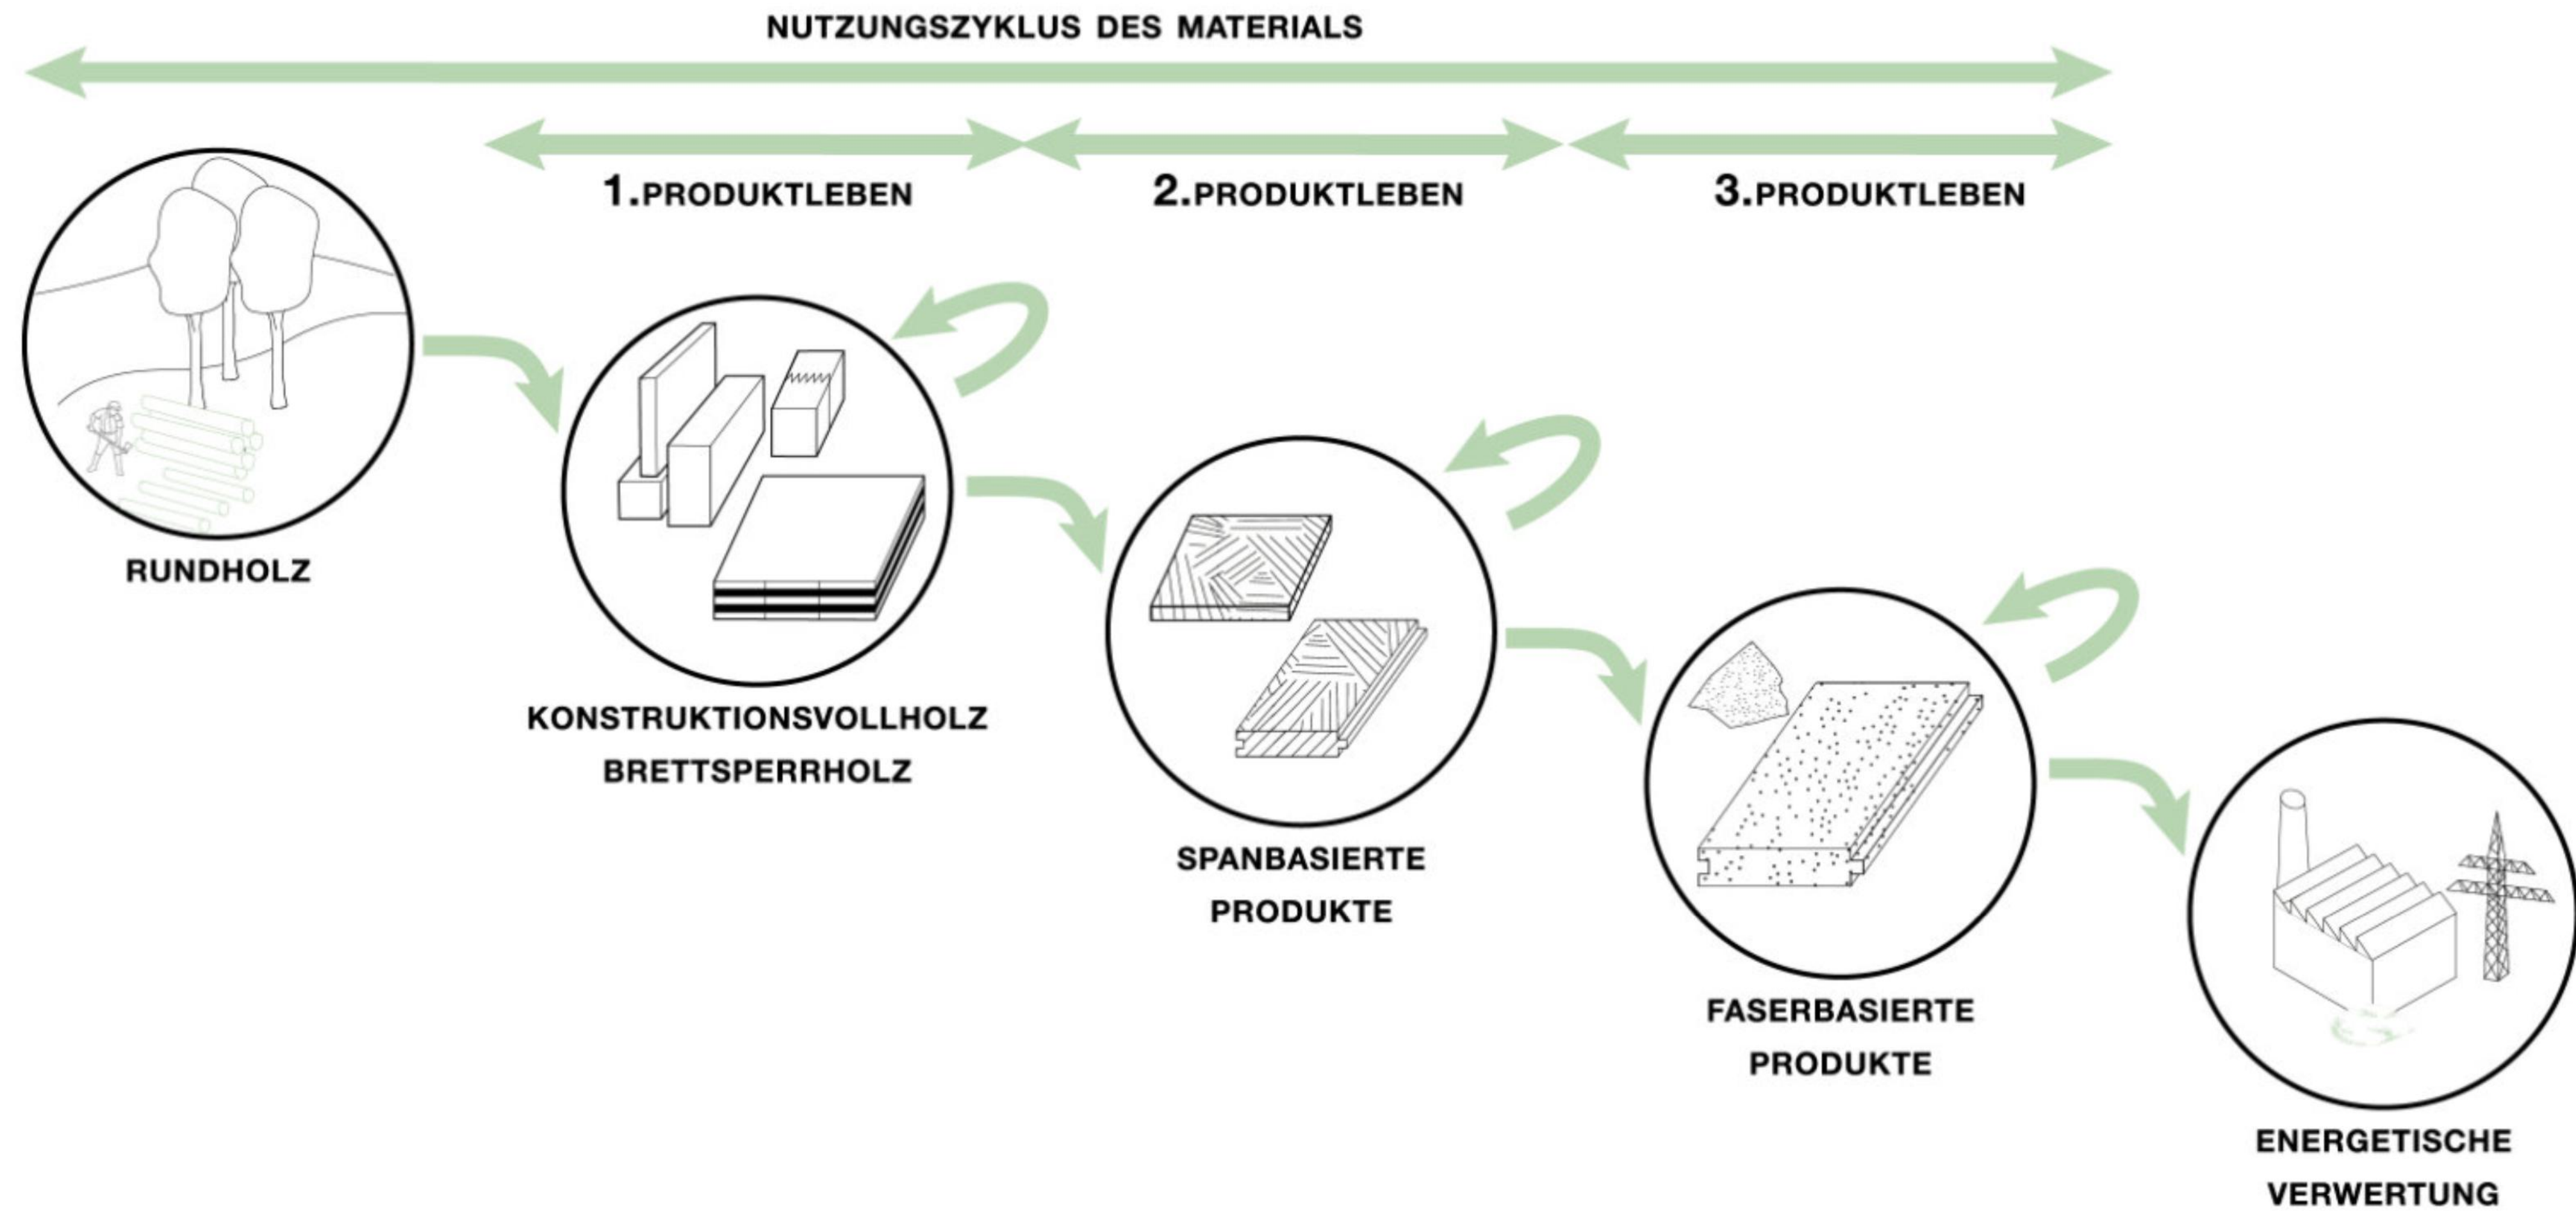 NUTZUNGSZYKLUS DES MATERIALS
1.PRODUKTLEBEN
2.PRODUKTLEBEN
3.PRODUKTLEBEN
RUNDHOLZ
KONSTRUKTIONSVOLLHOLZ
BRETTSPERRHOLZ
SPANBASIERTE
PRODUKTE
FASERBASIERTE
PRODUKTE
ENERGETISCHE
VERWERTUNG